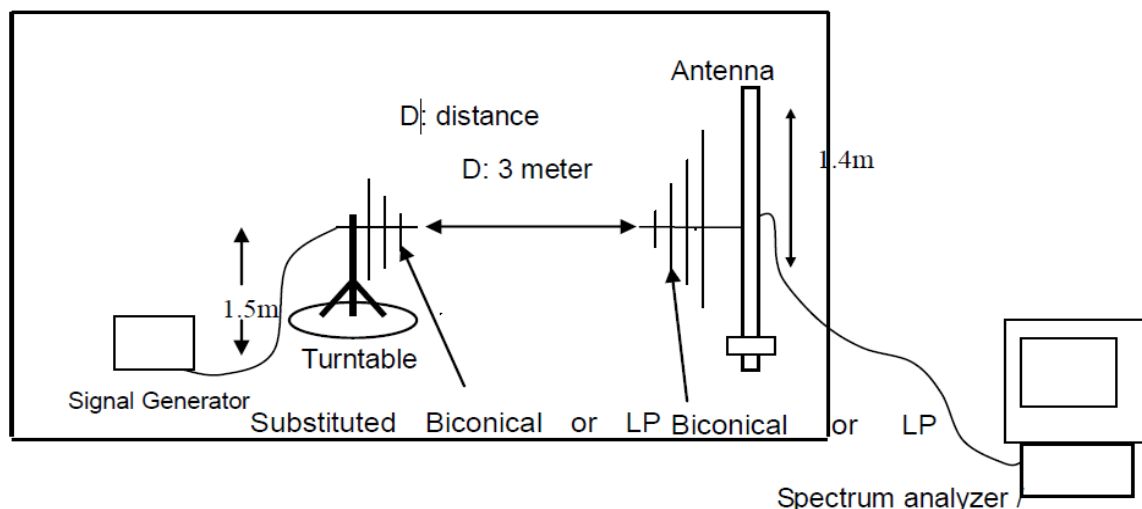 Antenna
D: distance
D: 3 meter
1.4m
1.5m
Turntable
Signal Generator
Substituted Biconical or LP
Biconical or LP
Spectrum analyzer /